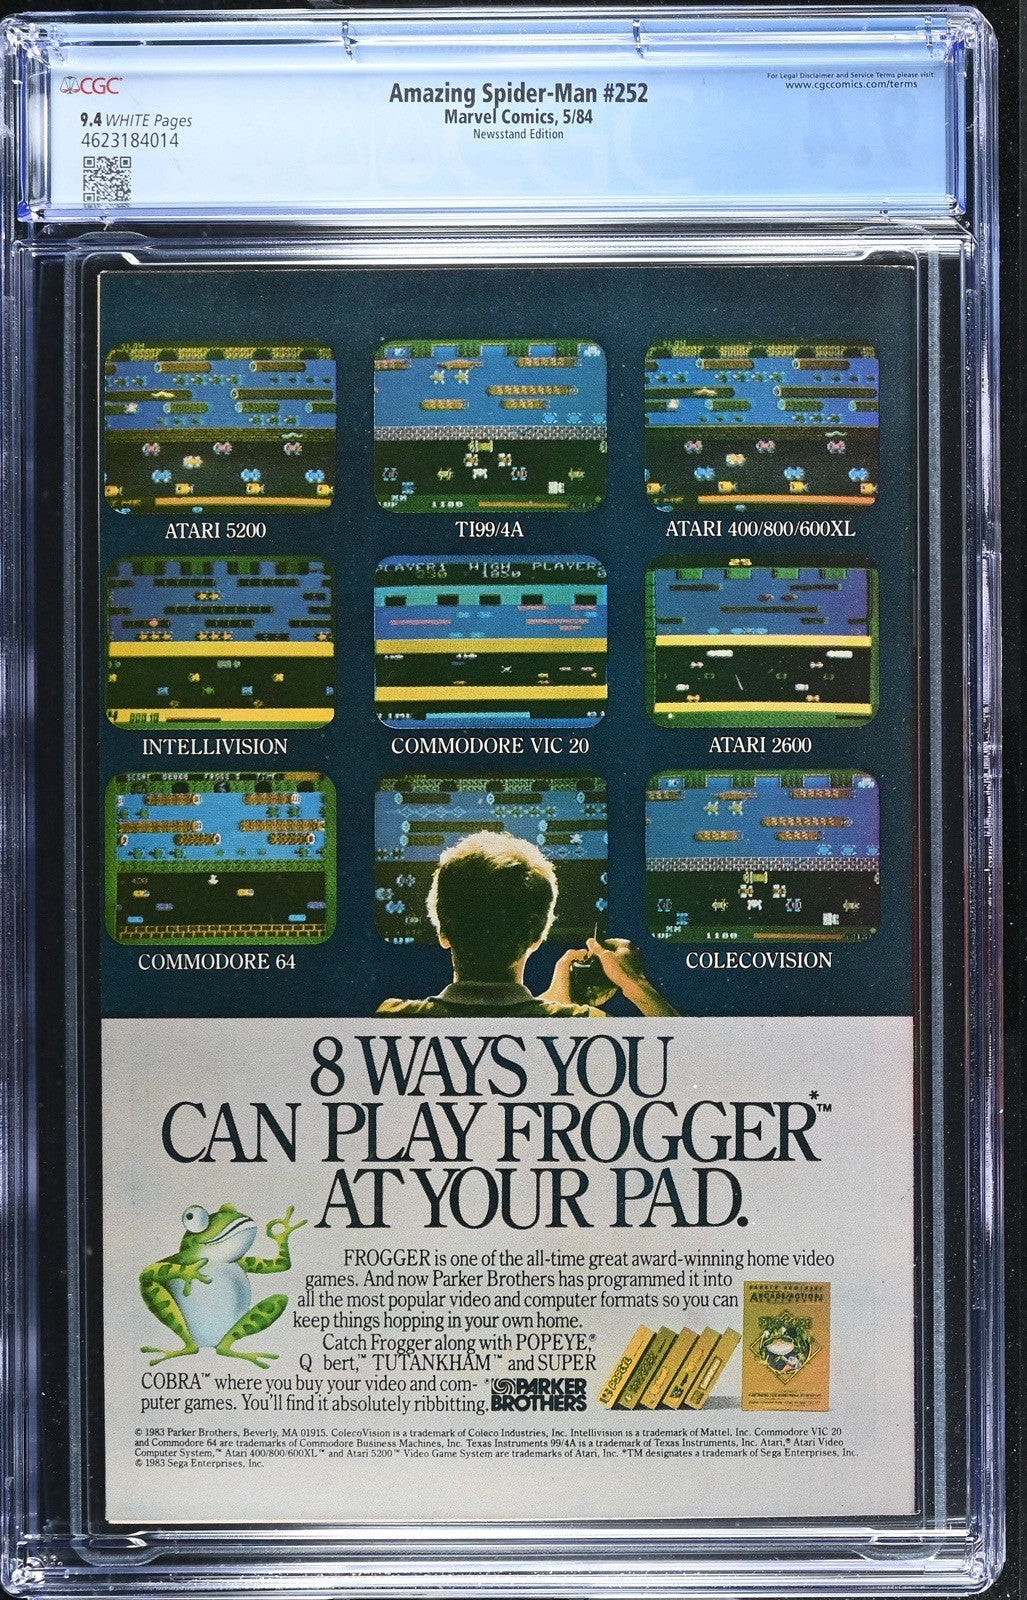 CGC
9.4 WHITE Pages
4623184014
Amazing Spider-Man #252
Marvel Comics, 5/84
Newsstand Edition
For Legal Disclaimer and Service Terms please visit:
www.cgccomics.com/terms
ATARI 5200
TI99/4A
ATARI 400/800/600XL
PLAYER1 HIGH PLAYER
INTELLIVISION
COMMODORE VIC 20
ATARI 2600
COMMODORE 64
COLECOVISION
8 WAYS YOU
CAN PLAY FROGGER*™
AT YOUR PAD.
FROGGER is one of the all-time great award-winning home video
games. And now Parker Brothers has programmed it into
all the most popular video and computer formats so you can
keep things hopping in your own home.
Catch Frogger along with POPEYE,®
Q bert,™ TUTANKHAM™ and SUPER
COBRA™ where you buy your video and com-
puter games. You'll find it absolutely ribbitting.
PARKER
BROTHERS
PARKER BROTHERS
ARCADE/ACTION
FROGGER
© 1983 Parker Brothers, Beverly, MA 01915. ColecoVision is a trademark of Coleco Industries, Inc. Intellivision is a trademark of Mattel, Inc. Commodore VIC 20
and Commodore 64 are trademarks of Commodore Business Machines, Inc. Texas Instruments 99/4A is a trademark of Texas Instruments, Inc. Atari,® Atari Video
Computer System,™ Atari 400/800/600XL™ and Atari 5200™ Video Game System are trademarks of Atari, Inc. *TM designates a trademark of Sega Enterprises, Inc.
© 1983 Sega Enterprises, Inc.